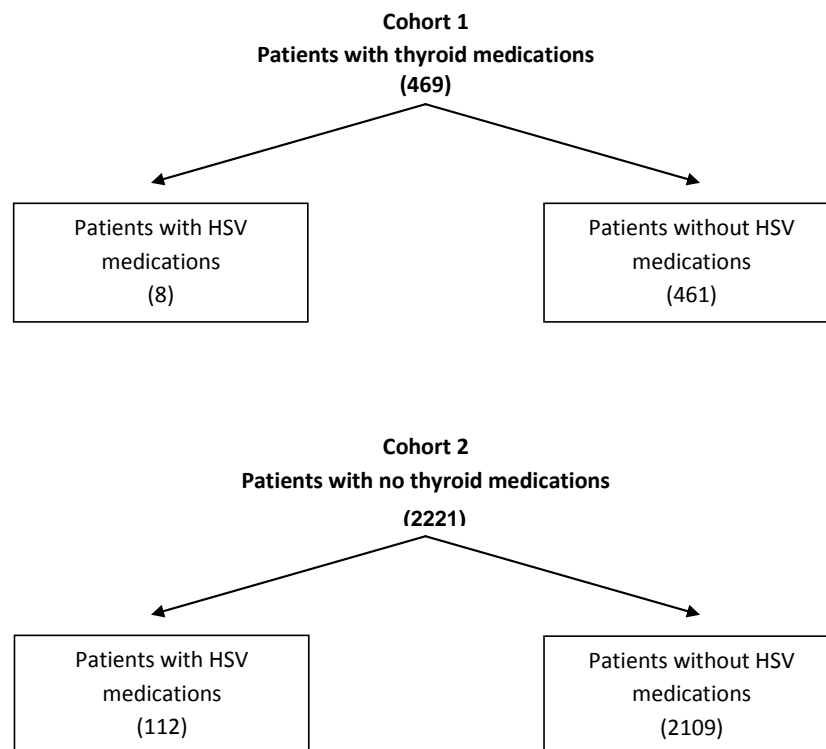 Cohort 1
Patients with thyroid medications
(469)
Patients with HSV
medications
(8)
Patients without HSV
medications
(461)
Cohort 2
Patients with no thyroid medications
(2221)
Patients with HSV
medications
(112)
Patients without HSV
medications
(2109)